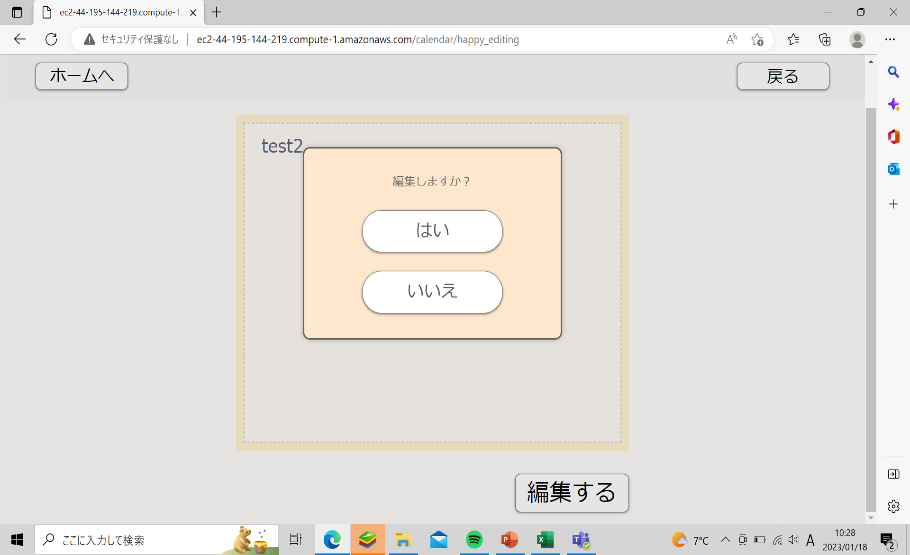 ec2-44-195-144-219.compute-1.
セキュリティ保護なし
ec2-44-195-144-219.compute-1.amazonaws.com/calendar/happy_editing
ホームへ
戻る
test2
編集しますか？
はい
いいえ
編集する
ここに入力して検索
7°C
A
10:28
2023/01/18
2